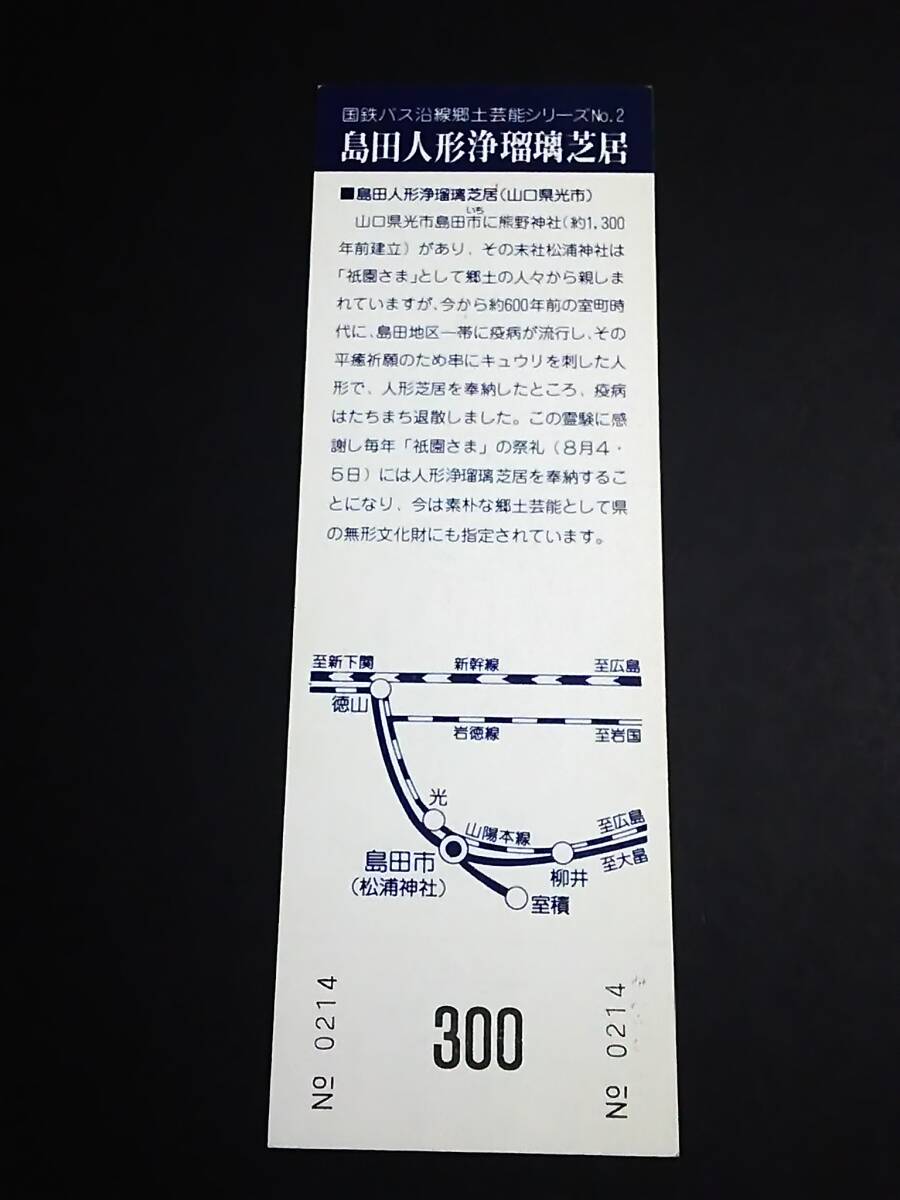 国鉄バス沿線郷土芸能シリーズNo.2
島田人形浄瑠璃芝居
■島田人形浄瑠璃芝居(山口県光市)
いち
山口県光市島田市に熊野神社(約1,300
年前建立)があり、その末社松浦神社は
「祇園さま」として郷土の人々から親しま
れていますが、今から約600年前の室町時
代に、島田地区一帯に疫病が流行し、その
平癒祈願のため串にキュウリを刺した人
形で、人形芝居を奉納したところ、疫病
はたちまち退散しました。この霊験に感
謝し毎年「祇園さま」の祭礼(8月4・
5日)には人形浄瑠璃芝居を奉納するこ
とになり、今は素朴な郷土芸能として県
の無形文化財にも指定されています。
至新下関 新幹線 至広島
徳山
岩徳線 至岩国
光
山陽本線 至広島
島田市 至大畠
(松浦神社) 柳井
室積
№ 0214
300
№ 0214